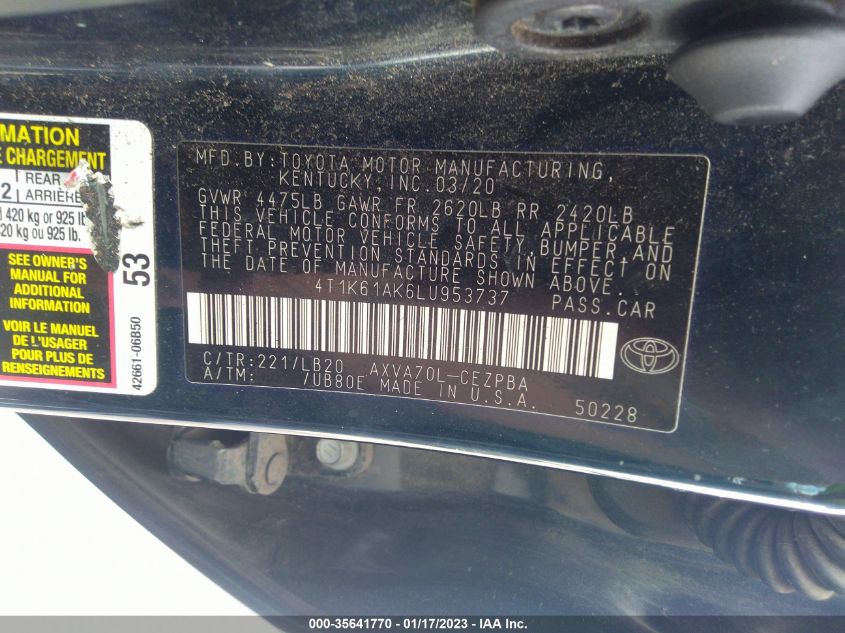 MATION
E CHARGEMENT
REAR
2 ARRIÈRE
420 kg or 925 lb
20 kg ou 925 lb.
SEE OWNER'S
MANUAL FOR
ADDITIONAL
INFORMATION
VOIR LE MANUEL
DE L'USAGER
POUR PLUS DE
RENSEIGNEMENTS
53
42661-06B50
MFD.BY:TOYOTA MOTOR MANUFACTURING,
KENTUCKY, INC.03/20
GVWR 4475LB GAWR FR 2620LB RR 2420LB
THIS VEHICLE CONFORMS TO ALL APPLICABLE
FEDERAL MOTOR VEHICLE SAFETY, BUMPER,AND
THEFT PREVENTION STANDARDS IN EFFECT ON
THE DATE OF MANUFACTURE SHOWN ABOVE.
4T1K61AK6LU953737 PASS.CAR
C/TR:221/LB20 AXVA70L-CEZPBA
A/TM: /UB80E MADE IN U.S.A. 50228
000-35641770 - 01/17/2023 - IAA Inc.